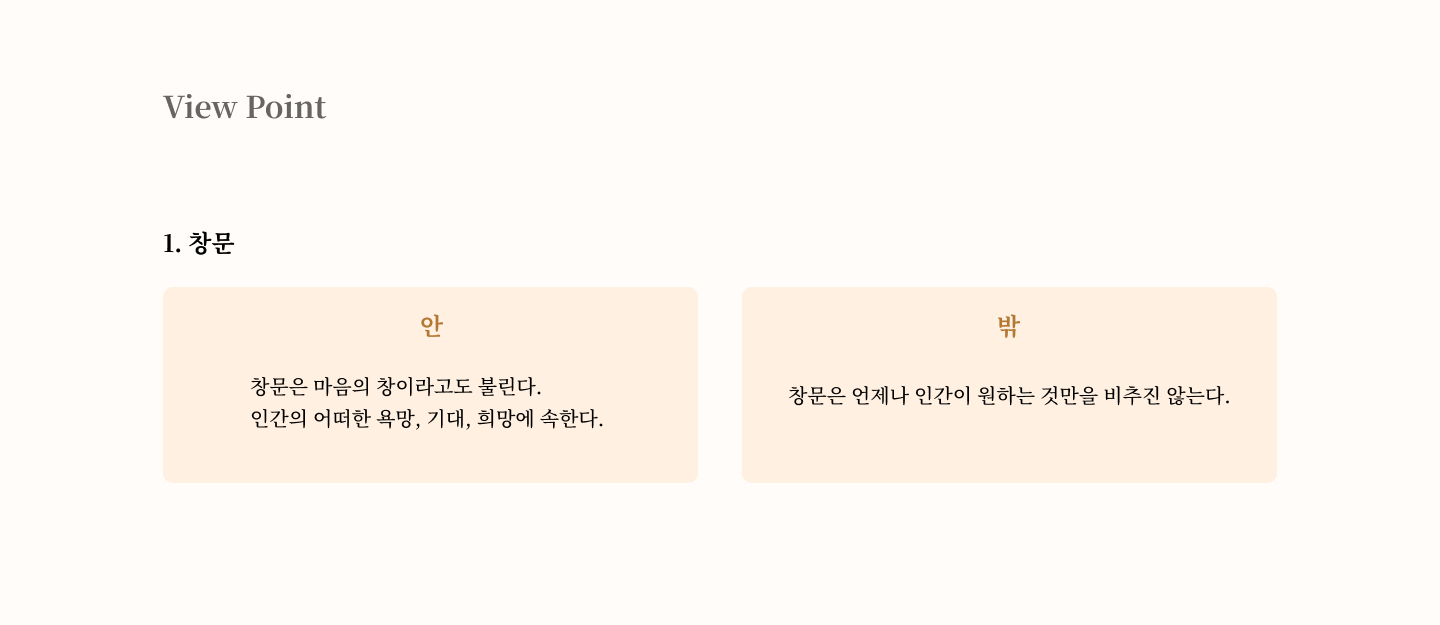 View Point
1. 창문
안
창문은 마음의 창이라고도 불린다.
인간의 어떠한 욕망, 기대, 희망에 속한다.
밖
창문은 언제나 인간이 원하는 것만을 비추진 않는다.